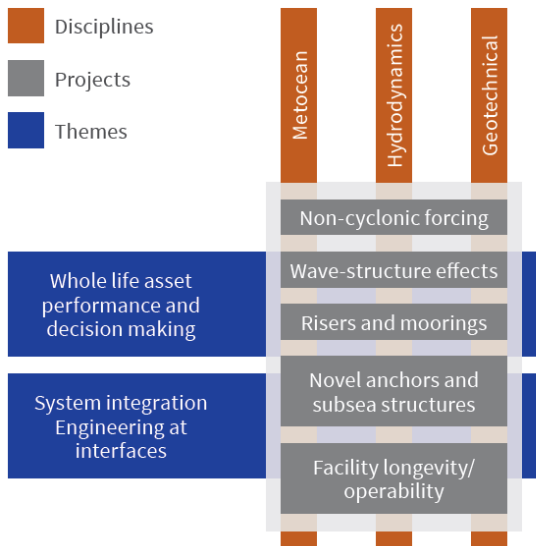 Disciplines
Projects
Themes
Metocean
Hydrodynamics
Geotechnical
Non-cyclonic forcing
Wave-structure effects
Risers and moorings
Novel anchors and
subsea structures
Facility longevity/
operability
Whole life asset
performance and
decision making
System integration
Engineering at
interfaces